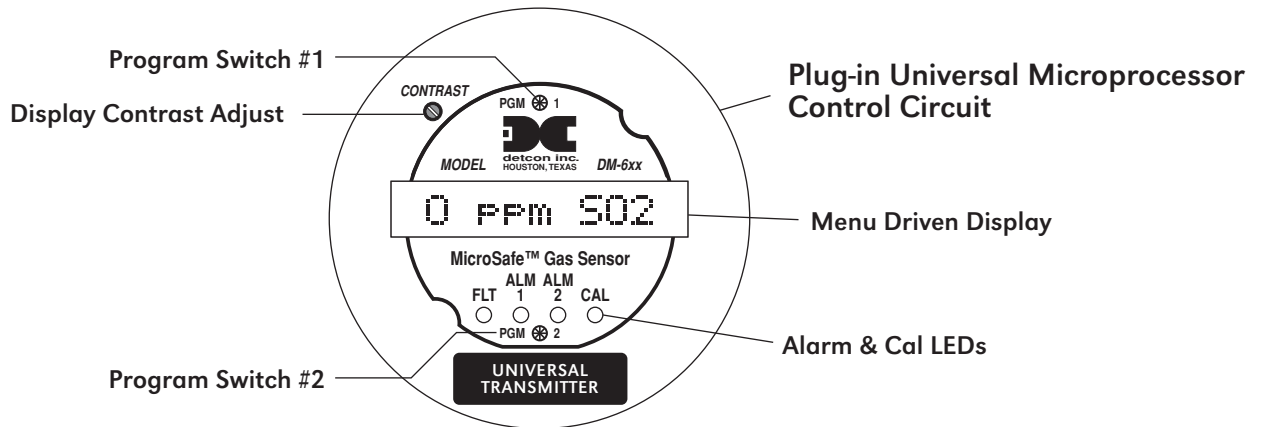 Program Switch #1
Display Contrast Adjust
CONTRAST
PGM 1
detcon inc.
HOUSTON, TEXAS
MODEL
DM-6xx
0 ppm SO2
MicroSafe™ Gas Sensor
ALM ALM
FLT 1 2 CAL
PGM 2
UNIVERSAL
TRANSMITTER
Program Switch #2
Plug-in Universal Microprocessor
Control Circuit
Menu Driven Display
Alarm & Cal LEDs